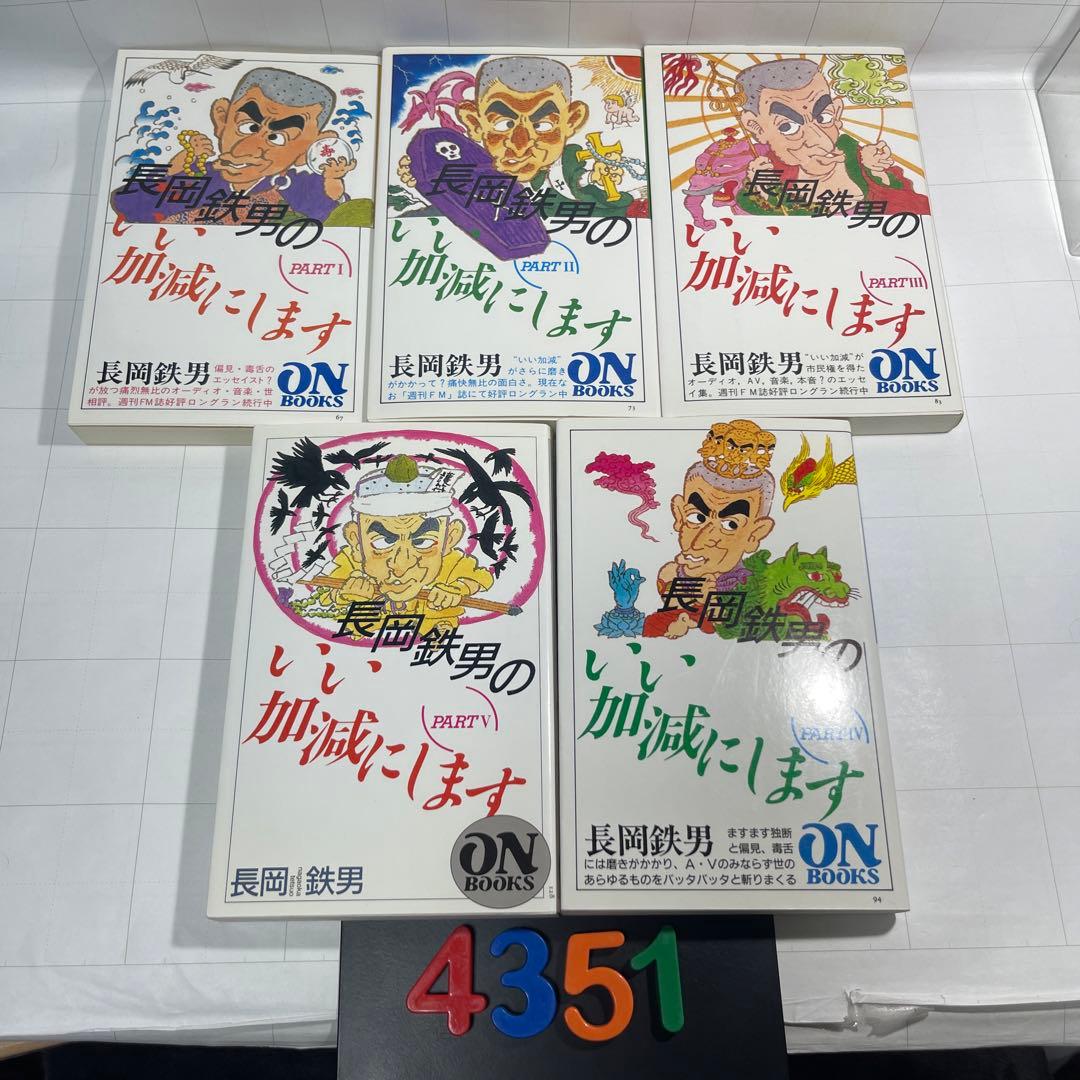 寿
長岡鉄男の
いい
加減にします
PART I
長岡鉄男
偏見・毒舌の
エッセイスト?
が放つ痛烈無比のオーディオ・音楽・世
相評。週刊FM誌好評ロングラン続行中
ON
BOOKS
67
長岡鉄男の
いい
加減にします
PART II
長岡鉄男
“いい加減”
がさらに磨き
がかかって?痛快無比の面白さ。現在な
お「週刊FM」誌にて好評ロングラン中
ON
BOOKS
73
長岡鉄男の
いい
加減にします
PART III
長岡鉄男
“いい加減”が
市民権を得た
オーディオ,AV,音楽,本音?のエッセ
イ集。週刊FM誌好評ロングラン続行中
ON
BOOKS
83
長岡鉄男の
いい
加減にします
PART V
長岡鉄男
nagaoka
tetsuo
ON
BOOKS
128
長岡鉄男の
いい
加減にします
PART IV
長岡鉄男
ますます独断
と偏見、毒舌
には磨きがかかり、A・Vのみならず世の
あらゆるものをバッタバッタと斬りまくる
ON
BOOKS
94
4351